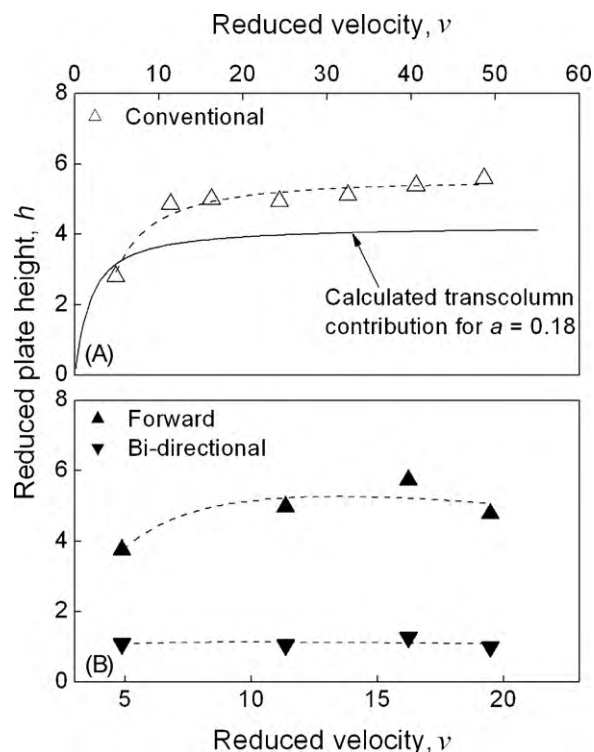 Reduced velocity, ν
0 10 20 30 40 50 60
8
6
4
2
0
△ Conventional
Calculated transcolumn
contribution for a = 0.18
(A)
Reduced plate height, h
8
6
4
2
0
▲ Forward
▼ Bi-directional
(B)
5 10 15 20
Reduced velocity, ν